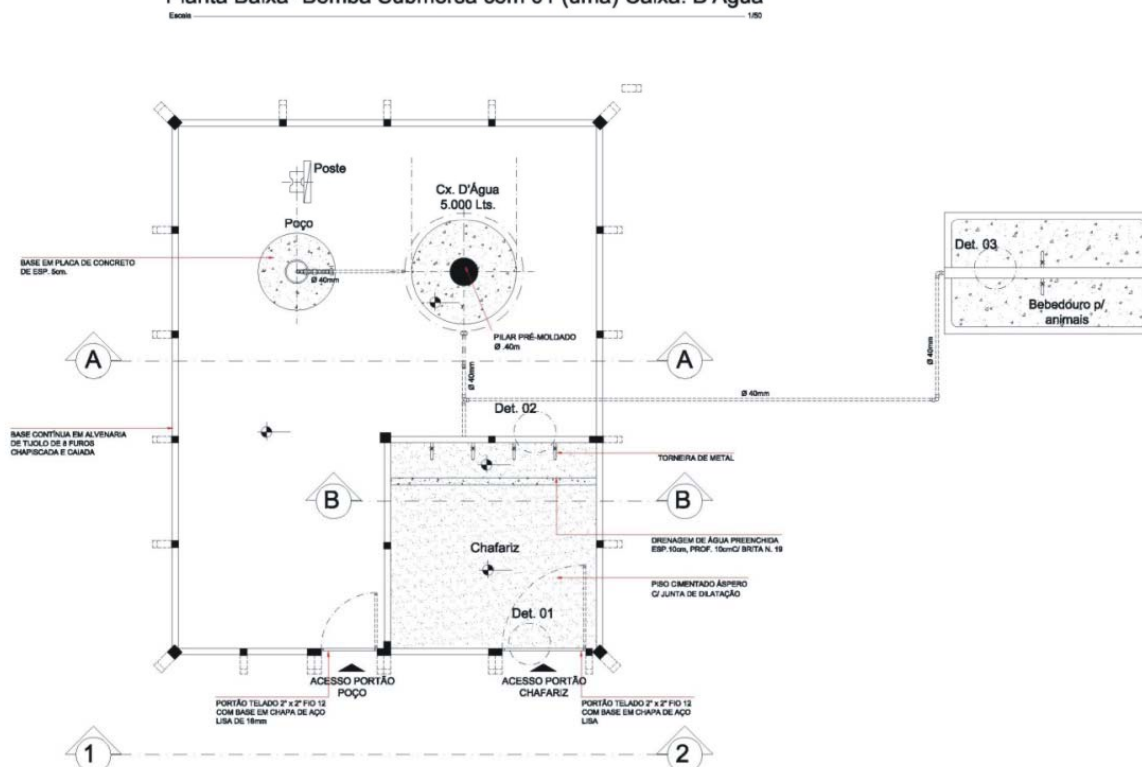 Planta Baixa- Bomba Submersa com 01 (uma) Caixa. D'Água
Escala
1/50
Poste
Cx. D'Água
5.000 Lts.
Poço
Det. 03
BASE EM PLACA DE CONCRETO
DE ESP. 5cm.
Ø 40mm
Bebedouro p/
animais
PILAR PRÉ-MOLDADO
Ø .40m
A
A
Ø 40mm
Ø 40mm
Ø 40mm
Det. 02
BASE CONTÍNUA EM ALVENARIA
DE TIJOLO DE 8 FUROS
CHAPISCADA E CAIADA
TORNEIRA DE METAL
B
B
DRENAGEM DE ÁGUA PREENCHIDA
ESP.10cm, PROF. 10cmC/ BRITA N. 19
Chafariz
PISO CIMENTADO ÁSPERO
C/ JUNTA DE DILATAÇÃO
Det. 01
ACESSO PORTÃO
POÇO
ACESSO PORTÃO
CHAFARIZ
PORTÃO TELADO 2" x 2" FIO 12
COM BASE EM CHAPA DE AÇO
LISA DE 16mm
PORTÃO TELADO 2" x 2" FIO 12
COM BASE EM CHAPA DE AÇO
LISA
1
2